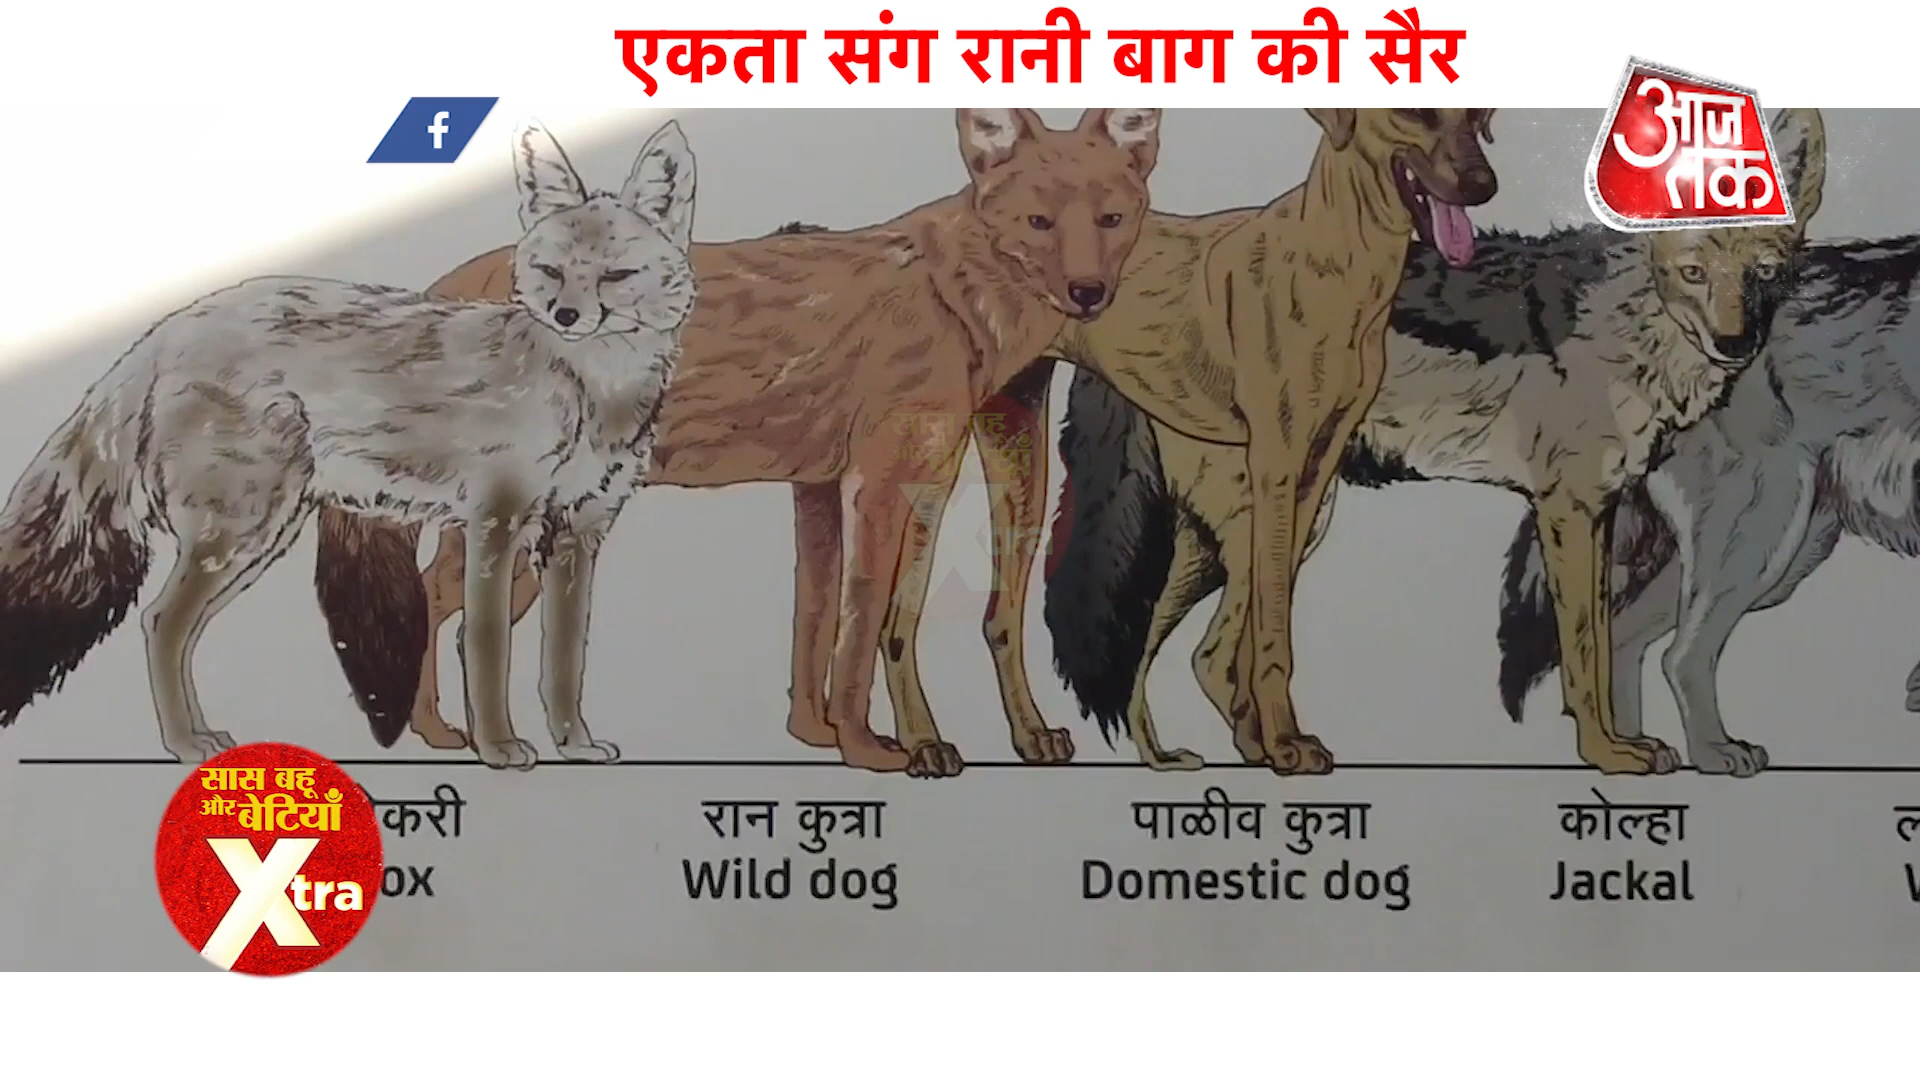 एकता संग रानी बाग की सैर
f
आज
तक
सास बहू
और बेटियाँ
Xtra
करी
ox
रान कुत्रा
Wild dog
पाळीव कुत्रा
Domestic dog
कोल्हा
Jackal